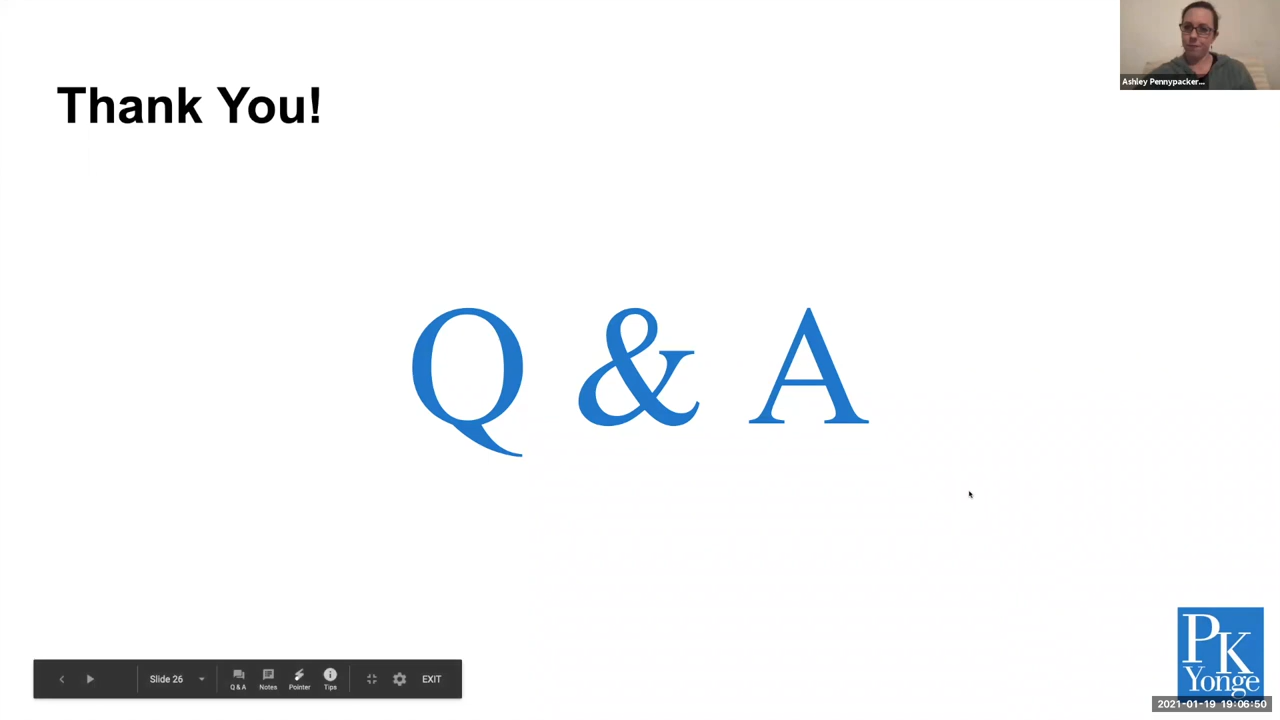 Ashley Pennypacker...
Thank You!
Q & A
Slide 26
Q & A
Notes
Pointer
Tips
EXIT
PK
Yonge
2021-01-19 19:06:50